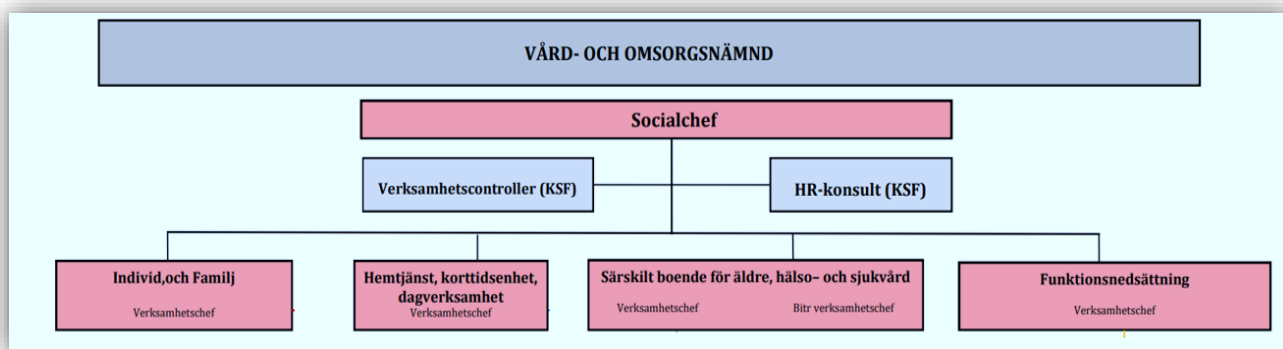 VÅRD- OCH OMSORGSNÄMND
Socialchef
Verksamhetscontroller (KSF)
HR-konsult (KSF)
Individ,och Familj
Verksamhetschef
Hemtjänst, korttidsenhet,
dagverksamhet
Verksamhetschef
Särskilt boende för äldre, hälso– och sjukvård
Verksamhetschef Bitr verksamhetschef
Funktionsnedsättning
Verksamhetschef